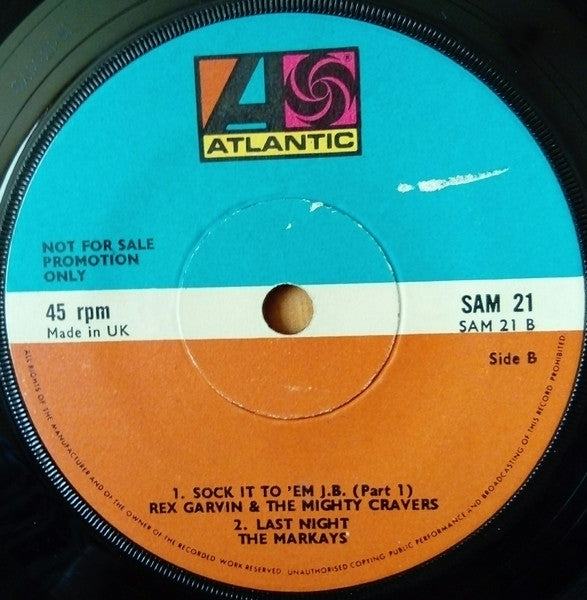 A
ATLANTIC
NOT FOR SALE
PROMOTION
ONLY
45 rpm
Made in UK
SAM 21
SAM 21 B
Side B
1. SOCK IT TO 'EM J.B. (Part 1)
REX GARVIN & THE MIGHTY CRAVERS
2. LAST NIGHT
THE MARKAYS
ALL RIGHTS OF THE MANUFACTURER AND OF THE OWNER OF THE RECORDED WORK RESERVED. UNAUTHORISED COPYING PUBLIC PERFORMANCE AND BROADCASTING OF THIS RECORD PROHIBITED